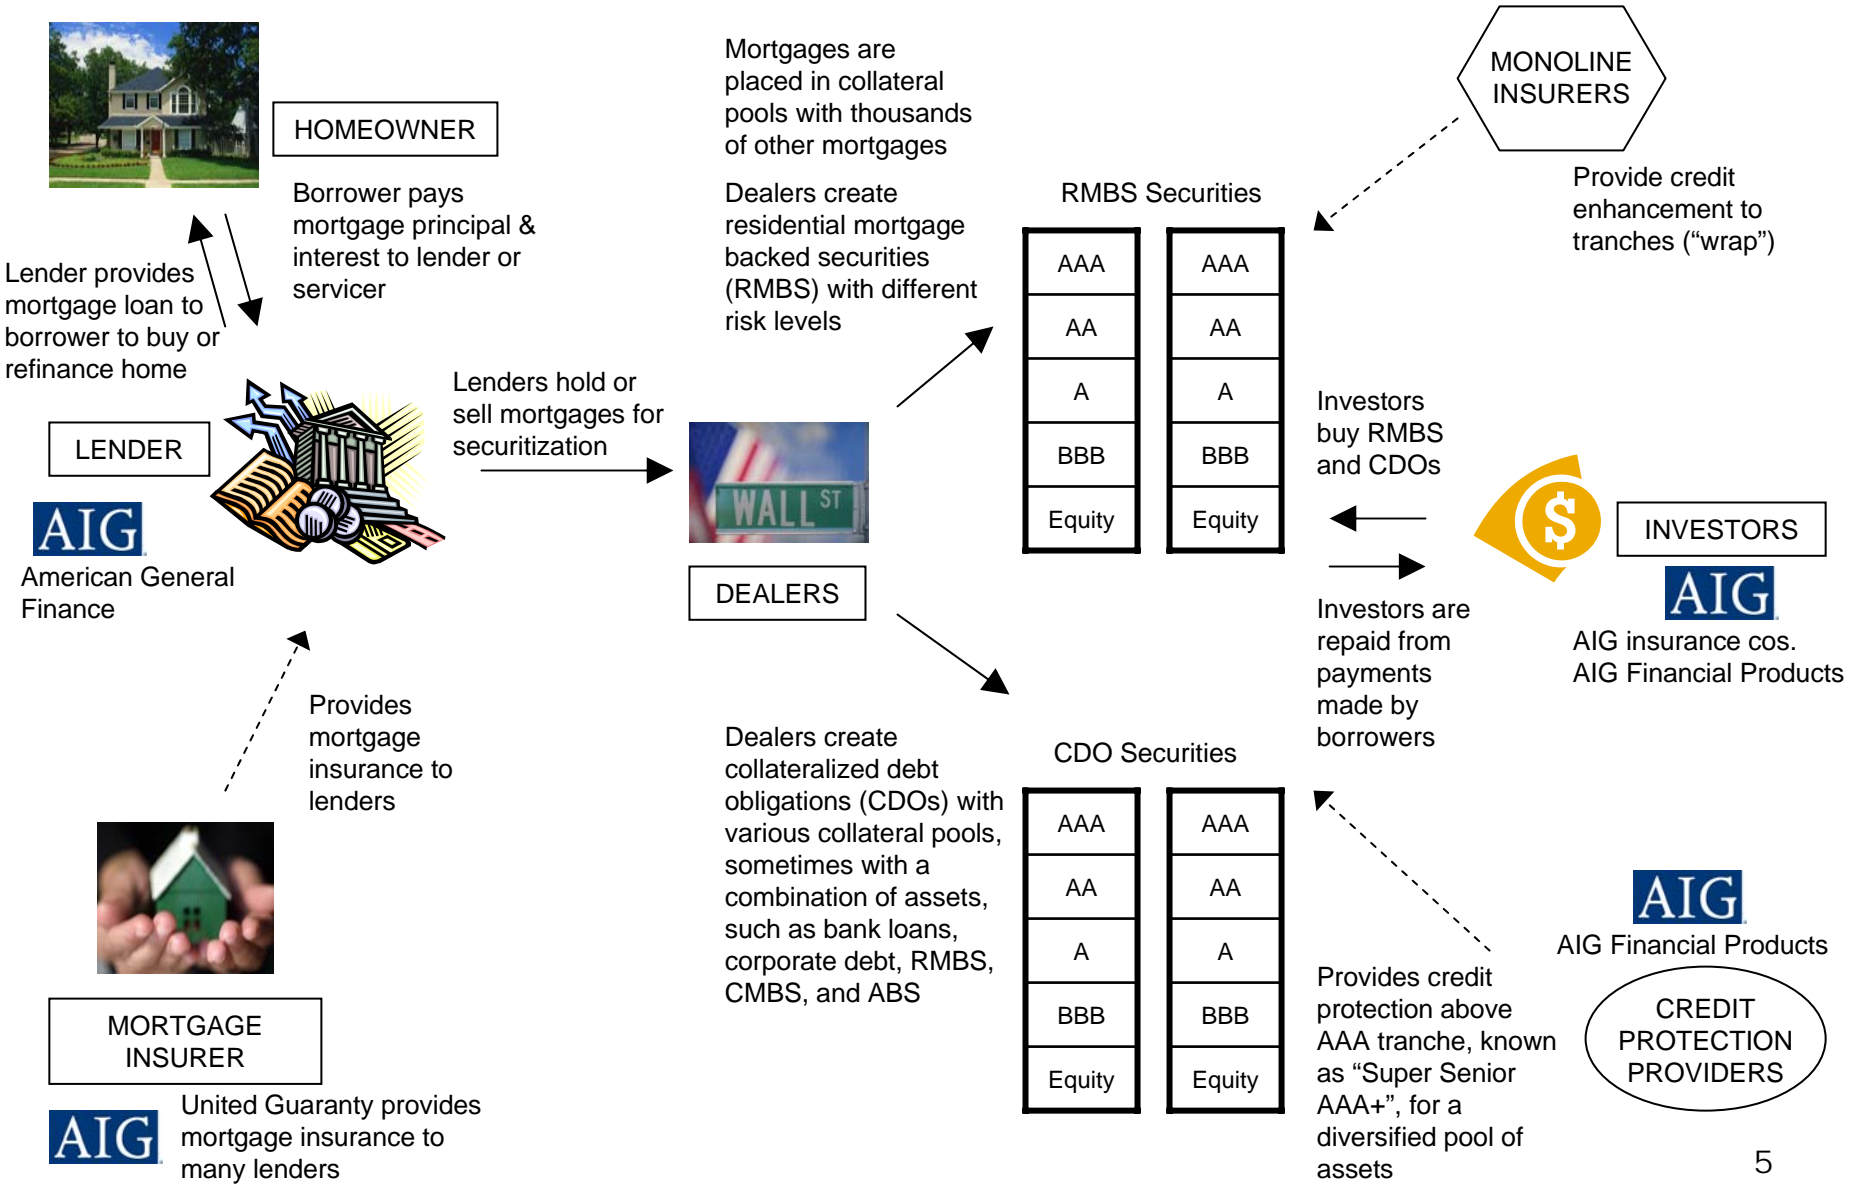 HOMEOWNER
Borrower pays
mortgage principal &
interest to lender or
servicer
Lender provides
mortgage loan to
borrower to buy or
refinance home
LENDER
AIG
American General
Finance
Lenders hold or
sell mortgages for
securitization
Provides
mortgage
insurance to
lenders
MORTGAGE
INSURER
AIG
United Guaranty provides
mortgage insurance to
many lenders
Mortgages are
placed in collateral
pools with thousands
of other mortgages
Dealers create
residential mortgage
backed securities
(RMBS) with different
risk levels
WALL ST
DEALERS
Dealers create
collateralized debt
obligations (CDOs) with
various collateral pools,
sometimes with a
combination of assets,
such as bank loans,
corporate debt, RMBS,
CMBS, and ABS
RMBS Securities
AAA AAA
AA AA
A A
BBB BBB
Equity Equity
CDO Securities
AAA AAA
AA AA
A A
BBB BBB
Equity Equity
MONOLINE
INSURERS
Provide credit
enhancement to
tranches (“wrap”)
Investors
buy RMBS
and CDOs
$
INVESTORS
AIG
AIG insurance cos.
AIG Financial Products
Investors are
repaid from
payments
made by
borrowers
AIG
AIG Financial Products
CREDIT
PROTECTION
PROVIDERS
Provides credit
protection above
AAA tranche, known
as “Super Senior
AAA+”, for a
diversified pool of
assets
5